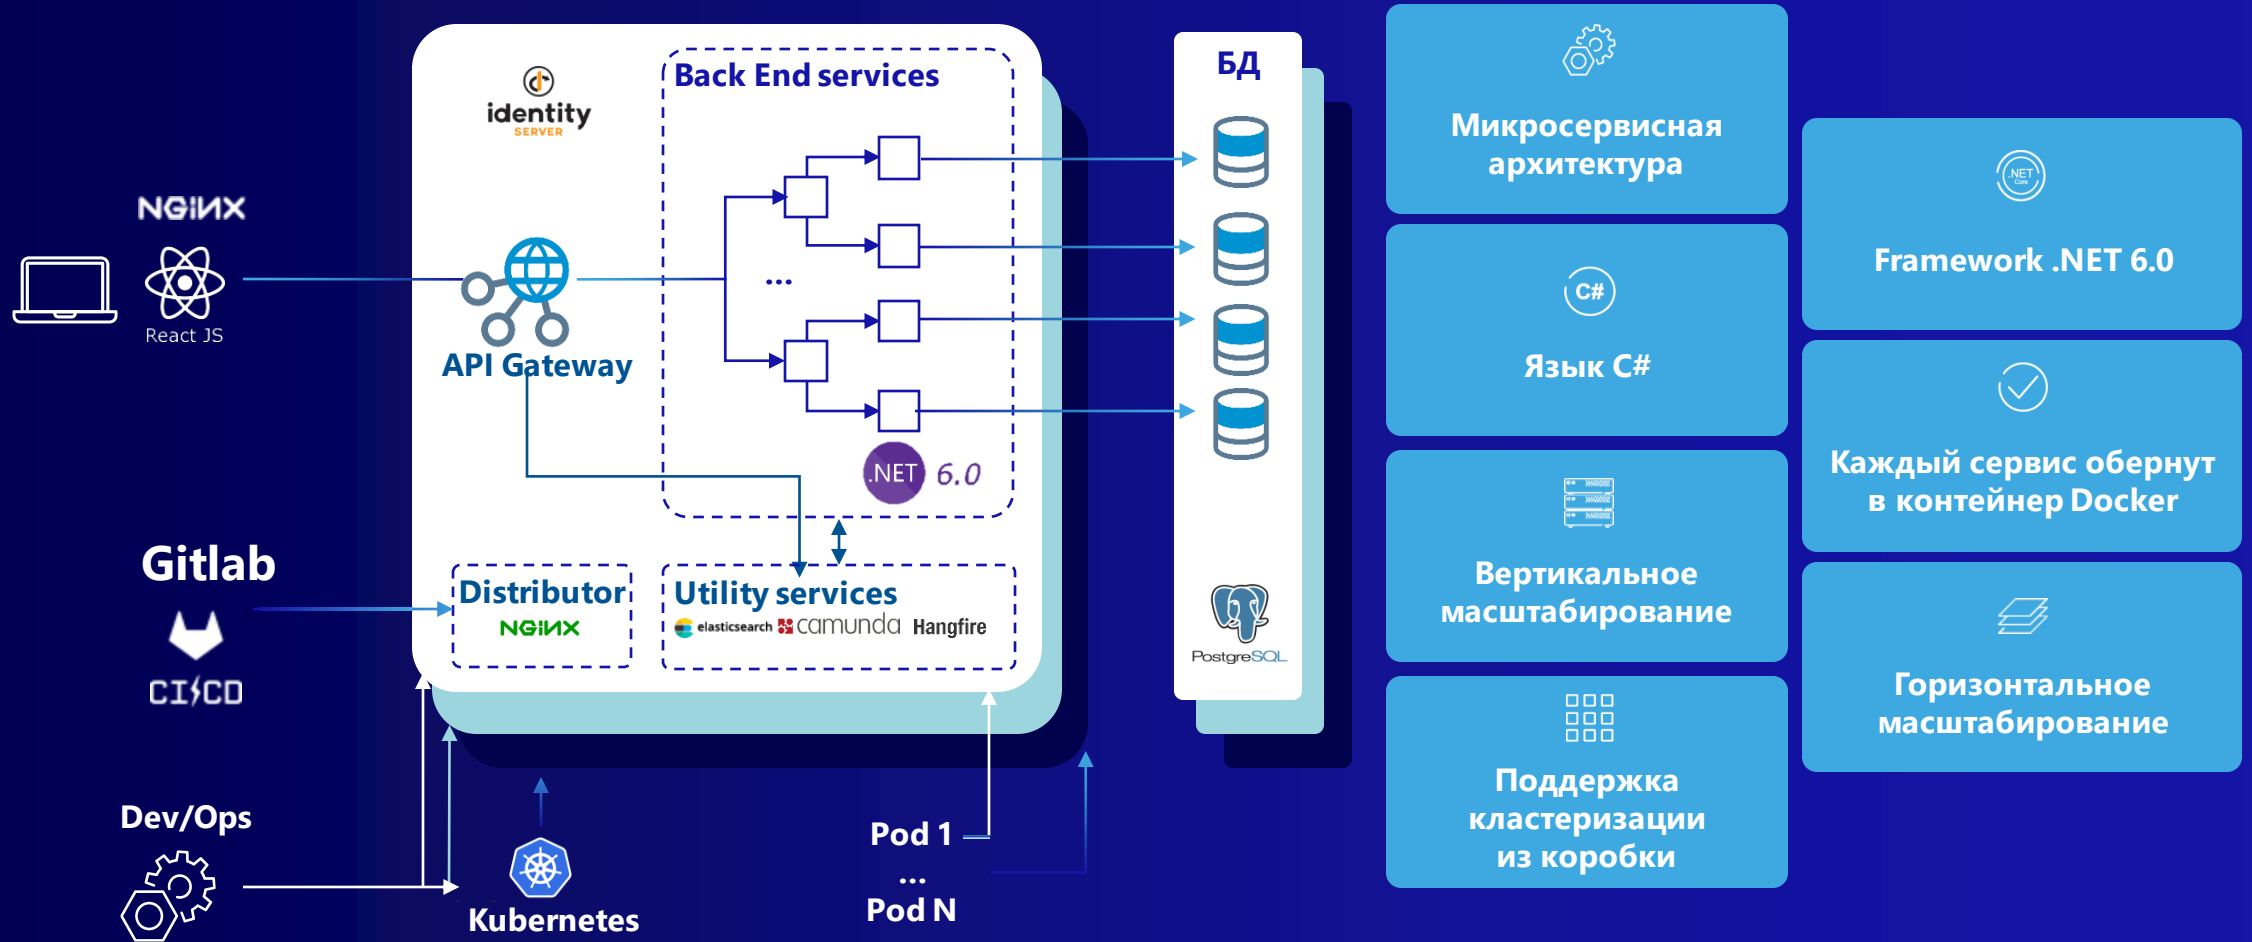 NGINX
React JS
Gitlab
CI/CD
Dev/Ops
identity
SERVER
API Gateway
Back End services
...
.NET 6.0
Distributor
NGINX
Utility services
elasticsearch camunda Hangfire
Kubernetes
Pod 1
...
Pod N
БД
PostgreSQL
Микросервисная
архитектура
C#
Язык C#
Вертикальное
масштабирование
Поддержка
кластеризации
из коробки
.NET
Core
Framework .NET 6.0
Каждый сервис обернут
в контейнер Docker
Горизонтальное
масштабирование